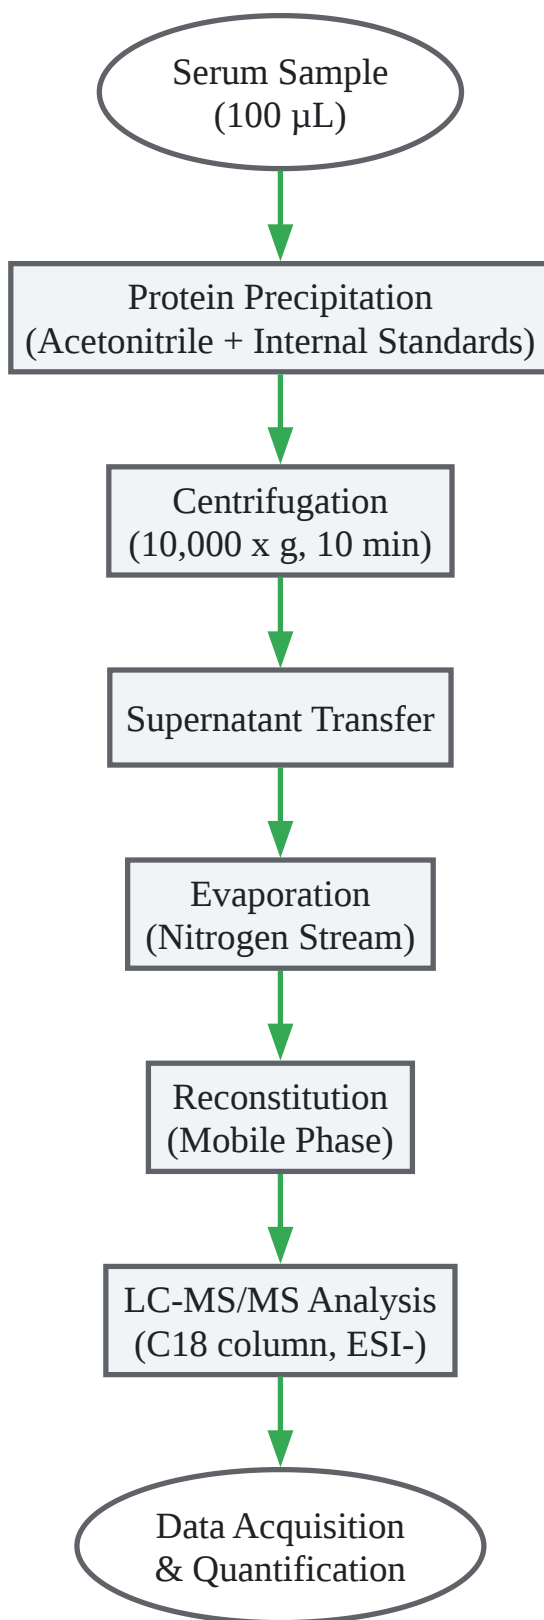 Serum Sample
(100 µL)
Protein Precipitation
(Acetonitrile + Internal Standards)
Centrifugation
(10,000 x g, 10 min)
Supernatant Transfer
Evaporation
(Nitrogen Stream)
Reconstitution
(Mobile Phase)
LC-MS/MS Analysis
(C18 column, ESI-)
Data Acquisition
& Quantification